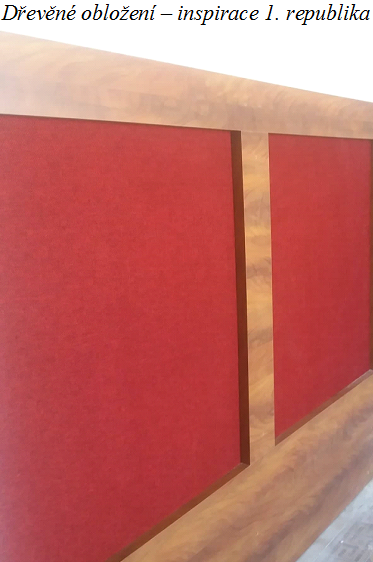 Dřevěné obložení – inspirace 1. republika